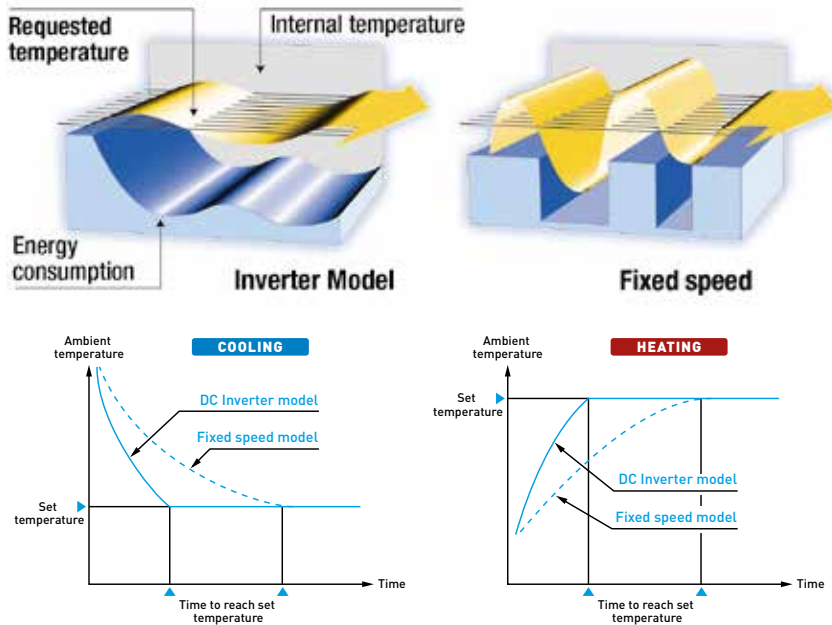 Requested
temperature
Internal temperature
Energy
consumption
Inverter Model
Fixed speed
Ambient
temperature
COOLING
DC Inverter model
Fixed speed model
Set
temperature
Time
Time to reach set
temperature
Ambient
temperature
HEATING
Set
temperature
DC Inverter model
Fixed speed model
Time
Time to reach set
temperature